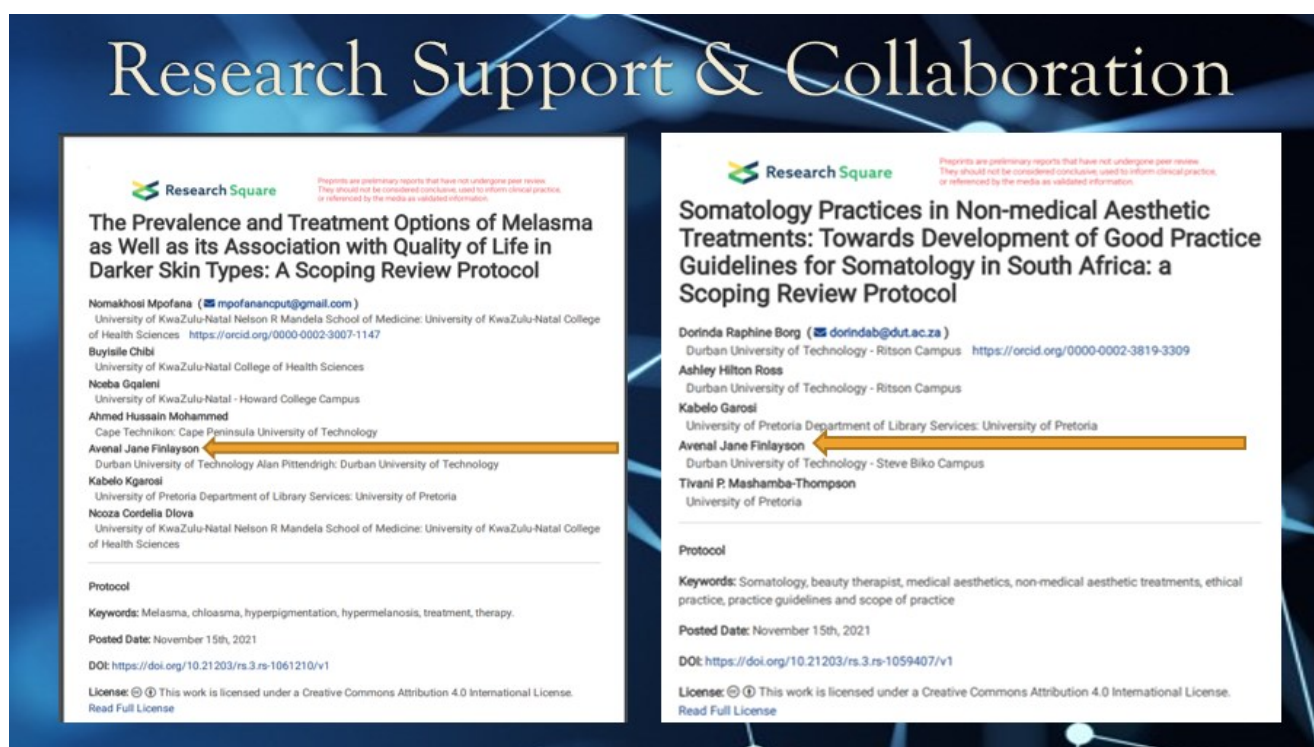 Research Support & Collaboration
Research Square
Preprints are preliminary reports that have not undergone peer review.
They should not be considered conclusive, used to inform clinical practice,
or referenced by the media as validated information.
The Prevalence and Treatment Options of Melasma
as Well as its Association with Quality of Life in
Darker Skin Types: A Scoping Review Protocol
Nomakhosi Mpofana ( mpofanancput@gmail.com )
University of KwaZulu-Natal Nelson R Mandela School of Medicine: University of KwaZulu-Natal College
of Health Sciences https://orcid.org/0000-0002-3007-1147
Buyisile Chibi
University of KwaZulu-Natal College of Health Sciences
Nceba Gqaleni
University of KwaZulu-Natal - Howard College Campus
Ahmed Hussain Mohammed
Cape Technikon: Cape Peninsula University of Technology
Avenal Jane Finlayson
Durban University of Technology Alan Pittendrigh: Durban University of Technology
Kabelo Kgarosi
University of Pretoria Department of Library Services: University of Pretoria
Ncoza Cordelia Dlova
University of KwaZulu-Natal Nelson R Mandela School of Medicine: University of KwaZulu-Natal College
of Health Sciences
Protocol
Keywords: Melasma, chloasma, hyperpigmentation, hypermelanosis, treatment, therapy.
Posted Date: November 15th, 2021
DOI: https://doi.org/10.21203/rs.3.rs-1061210/v1
License: This work is licensed under a Creative Commons Attribution 4.0 International License.
Read Full License
Research Square
Preprints are preliminary reports that have not undergone peer review.
They should not be considered conclusive, used to inform clinical practice,
or referenced by the media as validated information.
Somatology Practices in Non-medical Aesthetic
Treatments: Towards Development of Good Practice
Guidelines for Somatology in South Africa: a
Scoping Review Protocol
Dorinda Raphine Borg ( dorindab@dut.ac.za )
Durban University of Technology - Ritson Campus https://orcid.org/0000-0002-3819-3309
Ashley Hilton Ross
Durban University of Technology - Ritson Campus
Kabelo Garosi
University of Pretoria Department of Library Services: University of Pretoria
Avenal Jane Finlayson
Durban University of Technology - Steve Biko Campus
Tivani P. Mashamba-Thompson
University of Pretoria
Protocol
Keywords: Somatology, beauty therapist, medical aesthetics, non-medical aesthetic treatments, ethical
practice, practice guidelines and scope of practice
Posted Date: November 15th, 2021
DOI: https://doi.org/10.21203/rs.3.rs-1059407/v1
License: This work is licensed under a Creative Commons Attribution 4.0 International License.
Read Full License